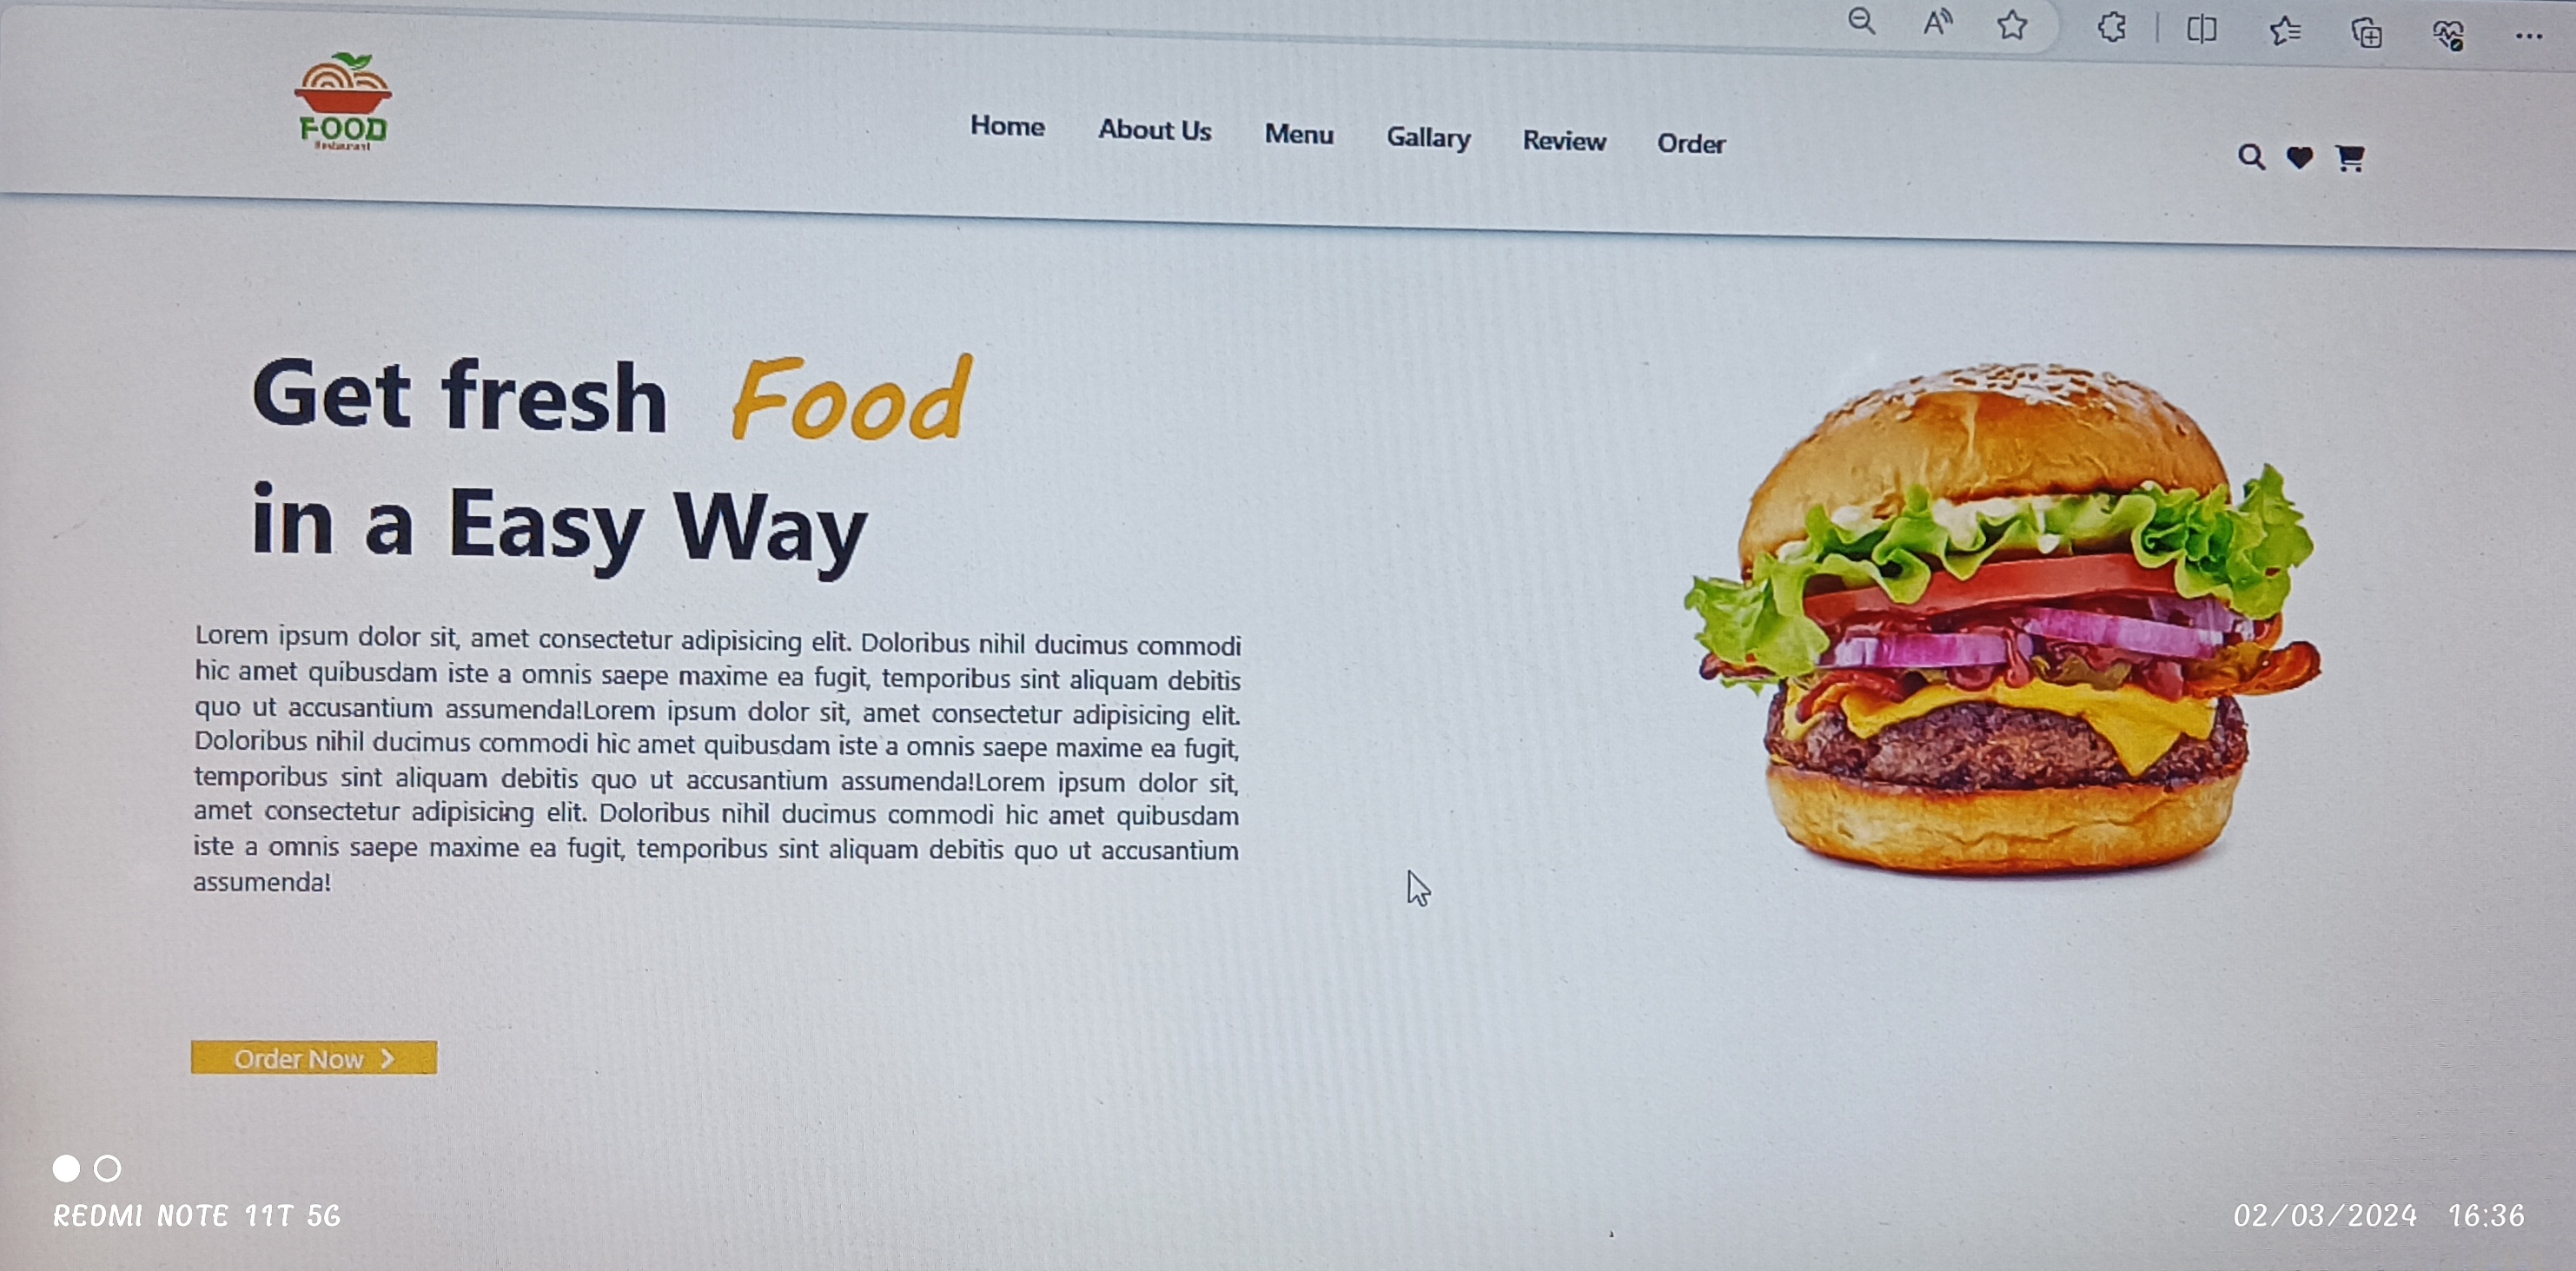 FOOD
Restaurant
Home About Us Menu Gallary Review Order
Get fresh Food
in a Easy Way
Lorem ipsum dolor sit, amet consectetur adipisicing elit. Doloribus nihil ducimus commodi
hic amet quibusdam iste a omnis saepe maxime ea fugit, temporibus sint aliquam debitis
quo ut accusantium assumenda!Lorem ipsum dolor sit, amet consectetur adipisicing elit.
Doloribus nihil ducimus commodi hic amet quibusdam iste a omnis saepe maxime ea fugit,
temporibus sint aliquam debitis quo ut accusantium assumenda!Lorem ipsum dolor sit,
amet consectetur adipisicing elit. Doloribus nihil ducimus commodi hic amet quibusdam
iste a omnis saepe maxime ea fugit, temporibus sint aliquam debitis quo ut accusantium
assumenda!
Order Now
REDMI NOTE 11T 5G
02/03/2024 16:36